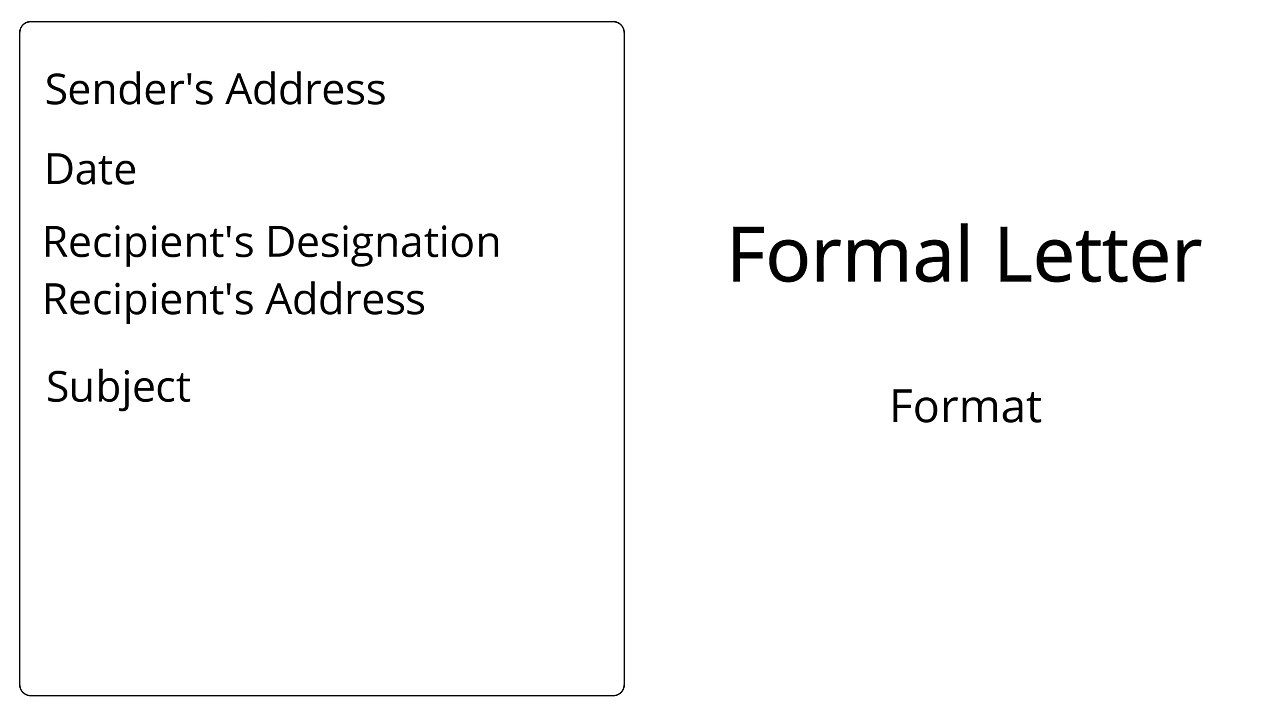 Sender's Address
Date
Recipient's Designation
Recipient's Address
Subject
Formal Letter
Format